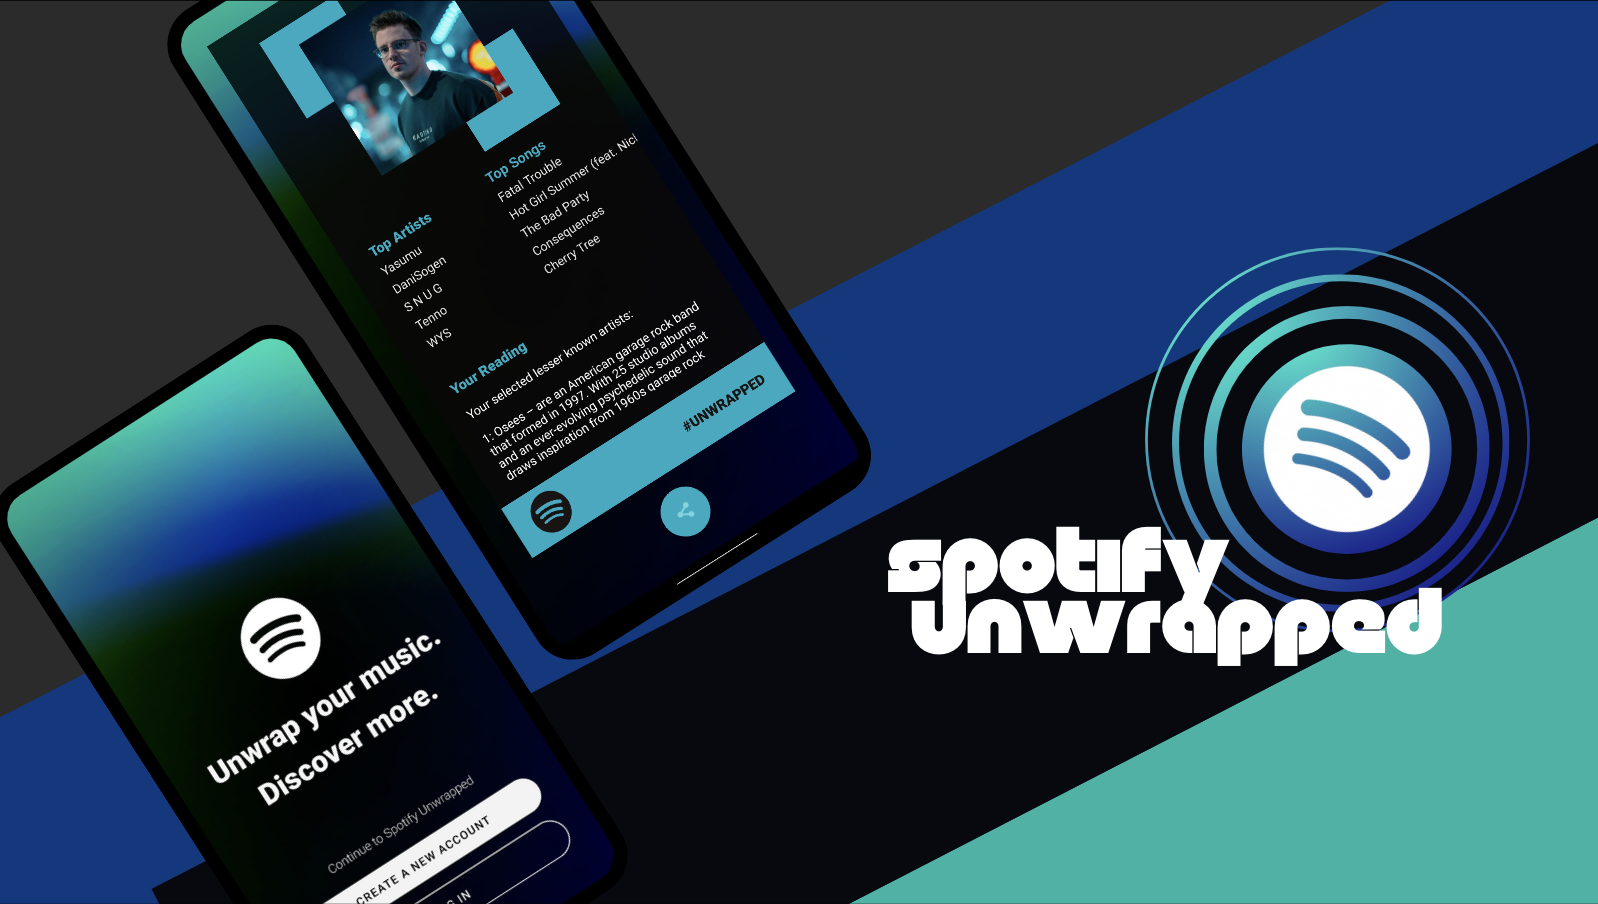 Top Artists
Yasumu
DaniSogen
S N U G
Tenno
WYS
Top Songs
Fatal Trouble
Hot Girl Summer (feat.
The Bad Party
Consequences
Cherry Tree
Your Reading
Your selected lesser known artists:
1: Osees – are an American garage rock band
that formed in 1997. With 25 studio albums
and an ever-evolving psychedelic sound that
draws inspiration from 1960s garage rock
#UNWRAPPED
Unwrap your music.
Discover more.
Continue to Spotify Unwrapped
CREATE A NEW ACCOUNT
IN
spotify
unwrapped